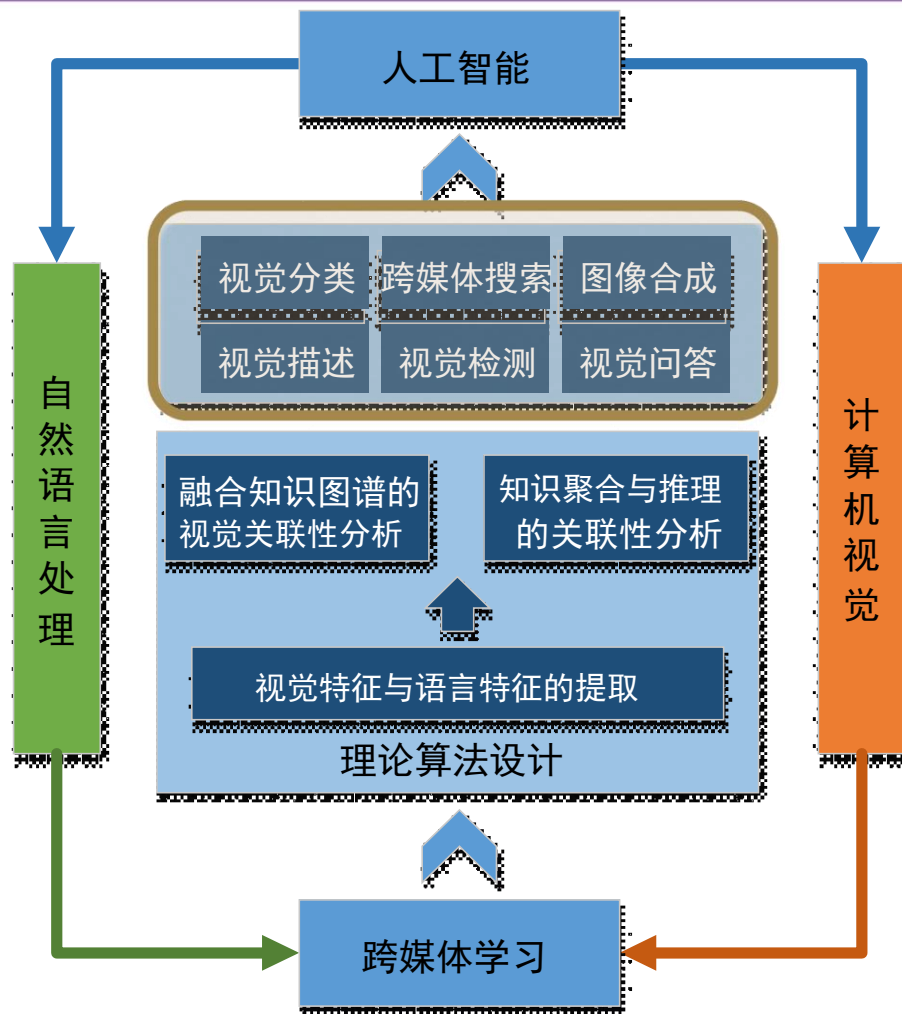 人工智能
视觉分类
跨媒体搜索
图像合成
视觉描述
视觉检测
视觉问答
自然语言处理
计算机视觉
融合知识图谱的
视觉关联性分析
知识聚合与推理
的关联性分析
视觉特征与语言特征的提取
理论算法设计
跨媒体学习